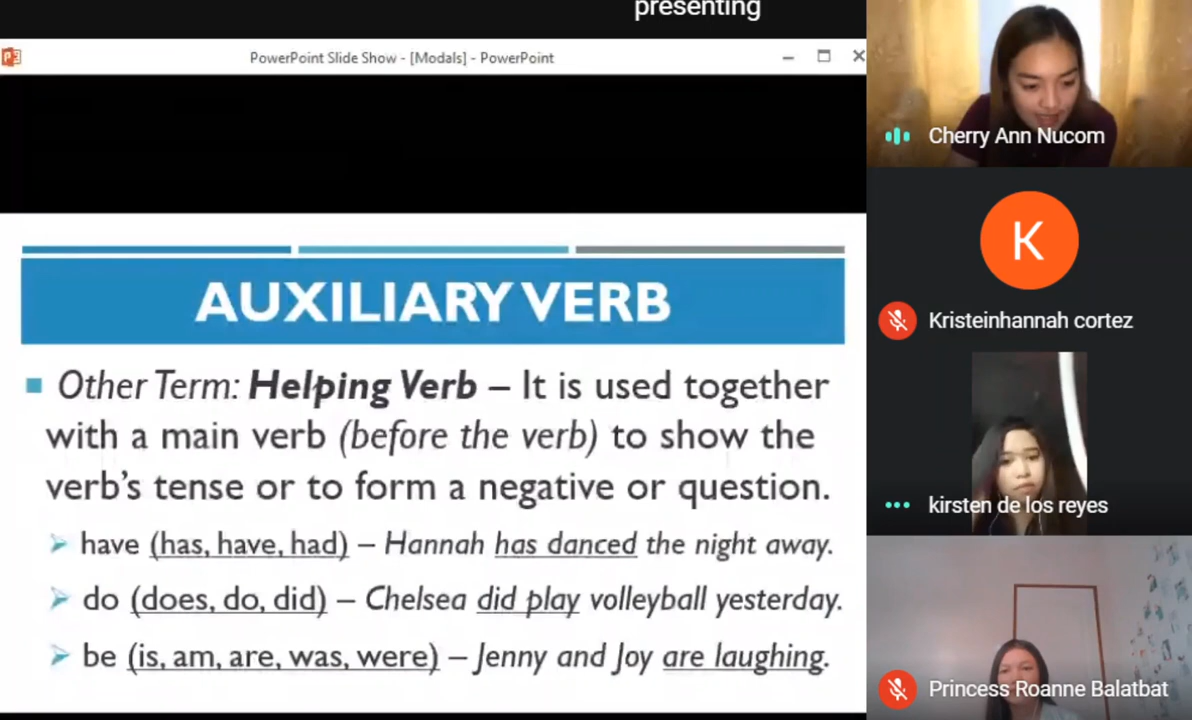 presenting
PowerPoint Slide Show - [Modals] - PowerPoint
AUXILIARY VERB
Other Term: Helping Verb – It is used together
with a main verb (before the verb) to show the
verb's tense or to form a negative or question.
have (has, have, had) – Hannah has danced the night away.
do (does, do, did) – Chelsea did play volleyball yesterday.
be (is, am, are, was, were) – Jenny and Joy are laughing.
Cherry Ann Nucom
K
Kristeinhannah cortez
kirsten de los reyes
Princess Roanne Balatbat